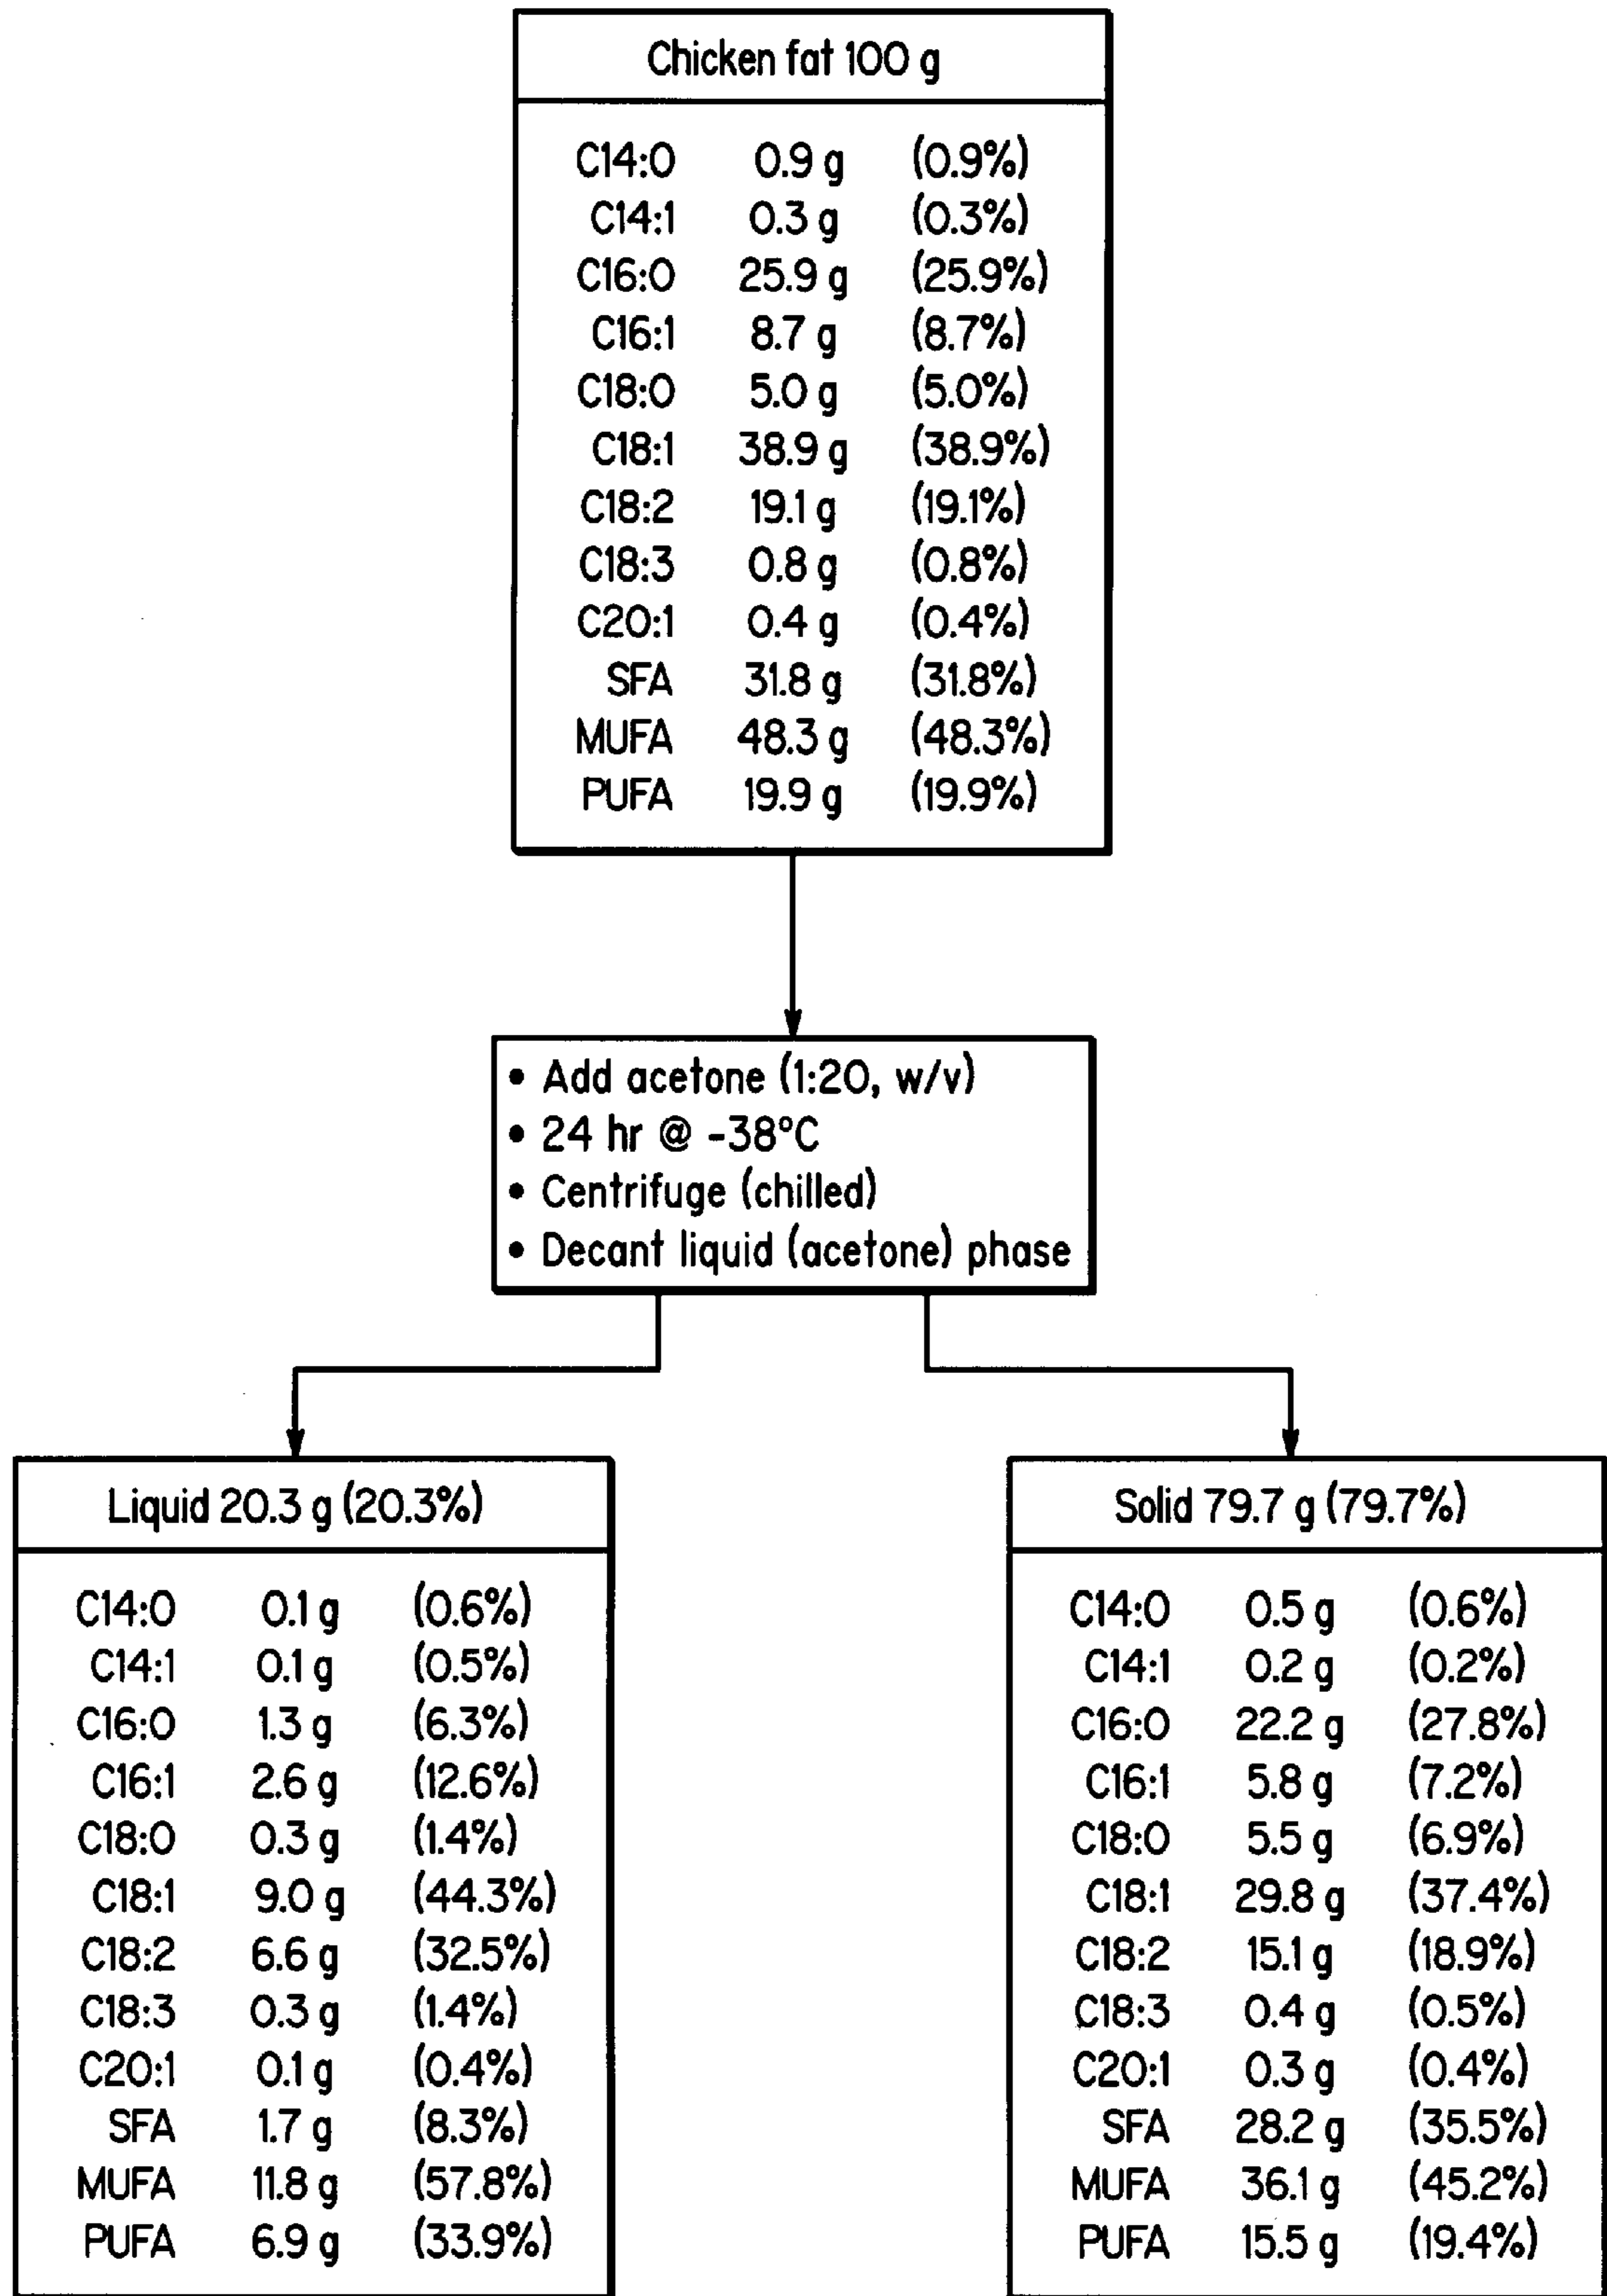 Chicken fat 100 g
C14:0 0.9 g (0.9%)
C14:1 0.3 g (0.3%)
C16:0 25.9 g (25.9%)
C16:1 8.7 g (8.7%)
C18:0 5.0 g (5.0%)
C18:1 38.9 g (38.9%)
C18:2 19.1 g (19.1%)
C18:3 0.8 g (0.8%)
C20:1 0.4 g (0.4%)
SFA 31.8 g (31.8%)
MUFA 48.3 g (48.3%)
PUFA 19.9 g (19.9%)
• Add acetone (1:20, w/v)
• 24 hr @ -38°C
• Centrifuge (chilled)
• Decant liquid (acetone) phase
Liquid 20.3 g (20.3%)
C14:0 0.1 g (0.6%)
C14:1 0.1 g (0.5%)
C16:0 1.3 g (6.3%)
C16:1 2.6 g (12.6%)
C18:0 0.3 g (1.4%)
C18:1 9.0 g (44.3%)
C18:2 6.6 g (32.5%)
C18:3 0.3 g (1.4%)
C20:1 0.1 g (0.4%)
SFA 1.7 g (8.3%)
MUFA 11.8 g (57.8%)
PUFA 6.9 g (33.9%)
Solid 79.7 g (79.7%)
C14:0 0.5 g (0.6%)
C14:1 0.2 g (0.2%)
C16:0 22.2 g (27.8%)
C16:1 5.8 g (7.2%)
C18:0 5.5 g (6.9%)
C18:1 29.8 g (37.4%)
C18:2 15.1 g (18.9%)
C18:3 0.4 g (0.5%)
C20:1 0.3 g (0.4%)
SFA 28.2 g (35.5%)
MUFA 36.1 g (45.2%)
PUFA 15.5 g (19.4%)